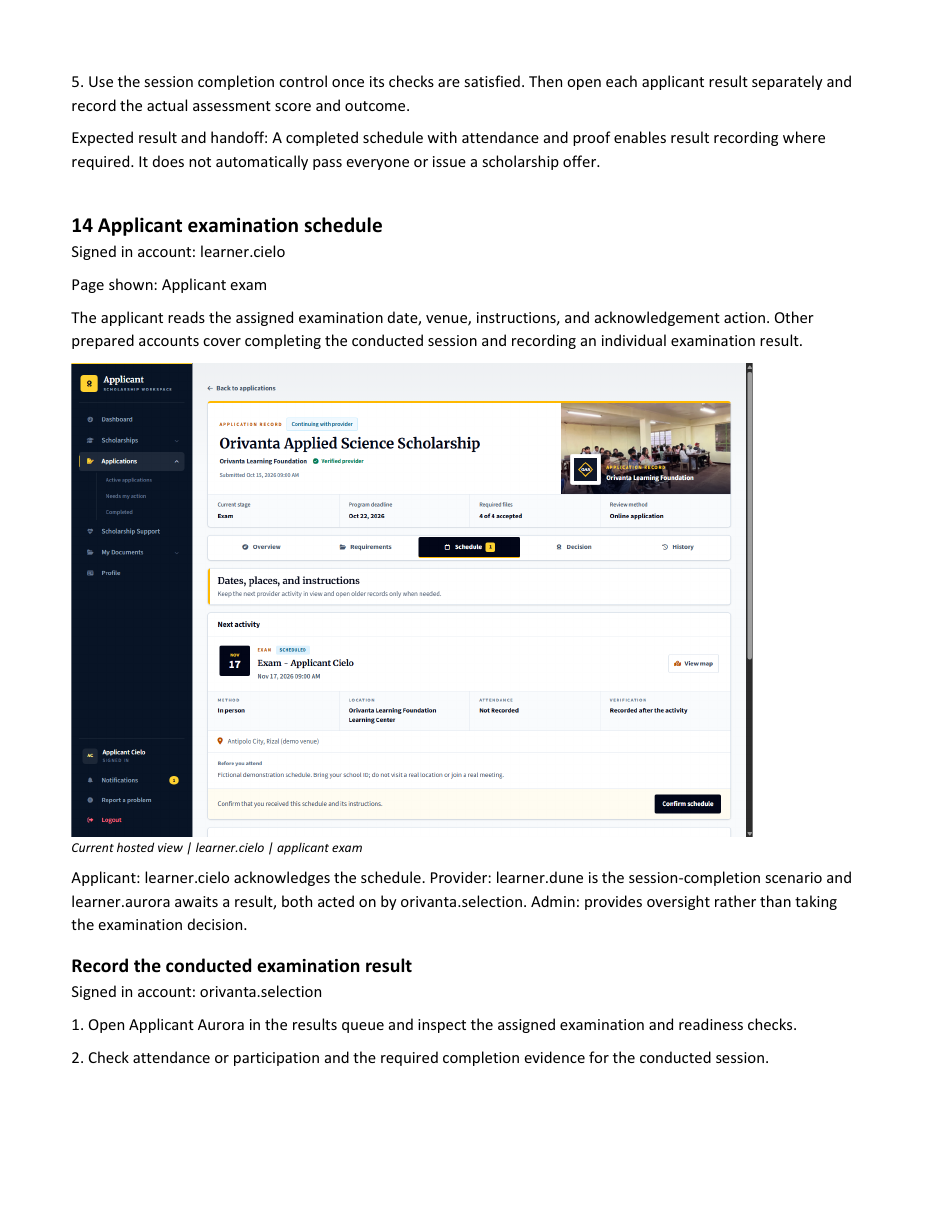 5. Use the session completion control once its checks are satisfied. Then open each applicant result separately and
record the actual assessment score and outcome.
Expected result and handoff: A completed schedule with attendance and proof enables result recording where
required. It does not automatically pass everyone or issue a scholarship offer.
14 Applicant examination schedule
Signed in account: learner.cielo
Page shown: Applicant exam
The applicant reads the assigned examination date, venue, instructions, and acknowledgement action. Other
prepared accounts cover completing the conducted session and recording an individual examination result.
Applicant
SCHOLARSHIP WORKSPACE
Dashboard
Scholarships
Applications
Active applications
Needs my action
Completed
Scholarship Support
My Documents
Profile
Applicant Cielo
AC
SIGNED IN
Notifications 1
Report a problem
Logout
← Back to applications
APPLICATION RECORD Continuing with provider
Orivanta Applied Science Scholarship
Orivanta Learning Foundation Verified provider
Submitted Oct 15, 2026 09:00 AM
APPLICATION RECORD
Orivanta Learning Foundation
Current stage Program deadline Required files Review method
Exam Oct 22, 2026 4 of 4 accepted Online application
Overview Requirements Schedule 1 Decision History
Dates, places, and instructions
Keep the next provider activity in view and open older records only when needed.
Next activity
NOV
17
EXAM SCHEDULED
Exam - Applicant Cielo
Nov 17, 2026 09:00 AM
View map
METHOD LOCATION ATTENDANCE VERIFICATION
In person Orivanta Learning Foundation Not Recorded Recorded after the activity
Learning Center
Antipolo City, Rizal (demo venue)
Before you attend
Fictional demonstration schedule. Bring your school ID; do not visit a real location or join a real meeting.
Confirm that you received this schedule and its instructions. Confirm schedule
Current hosted view | learner.cielo | applicant exam
Applicant: learner.cielo acknowledges the schedule. Provider: learner.dune is the session-completion scenario and
learner.aurora awaits a result, both acted on by orivanta.selection. Admin: provides oversight rather than taking
the examination decision.
Record the conducted examination result
Signed in account: orivanta.selection
1. Open Applicant Aurora in the results queue and inspect the assigned examination and readiness checks.
2. Check attendance or participation and the required completion evidence for the conducted session.